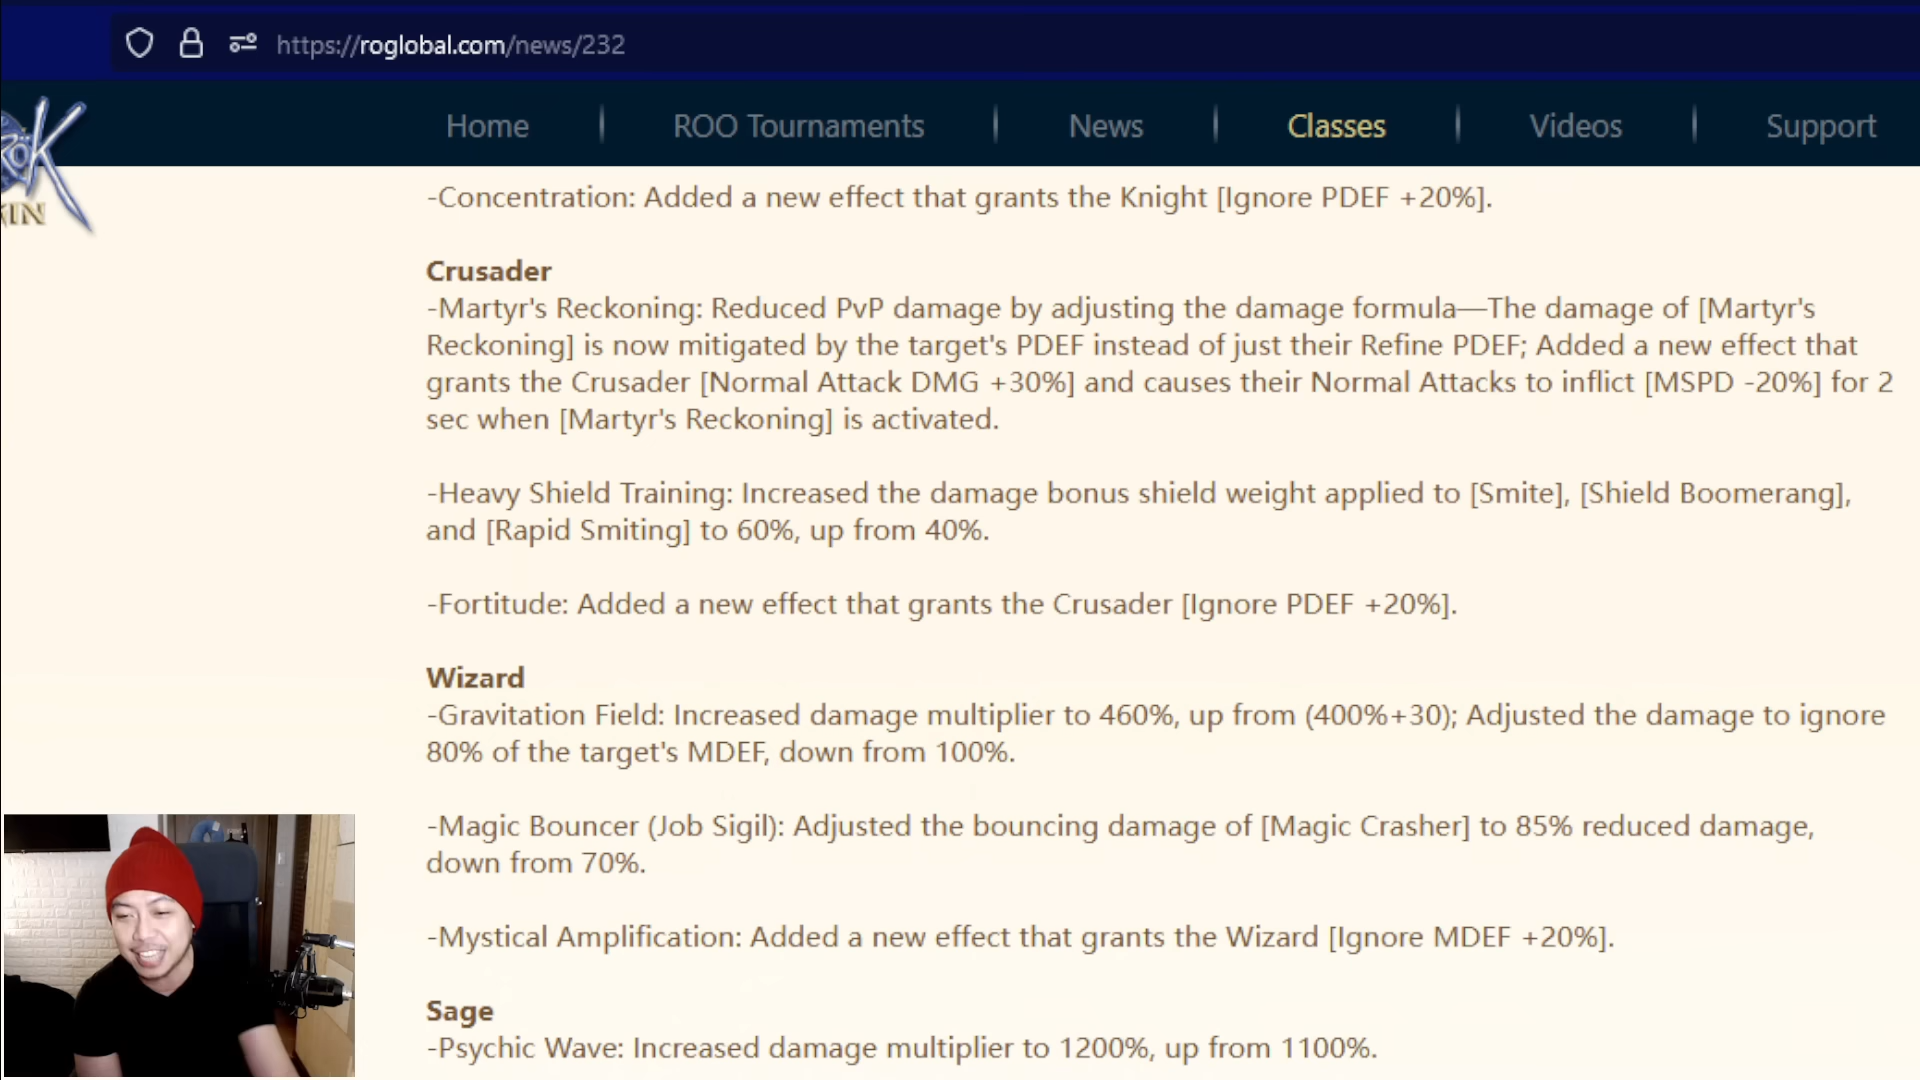 https://roglobal.com/news/232
Home
ROO Tournaments
News
Classes
Videos
Support
-Concentration: Added a new effect that grants the Knight [Ignore PDEF +20%].
Crusader
-Martyr's Reckoning: Reduced PvP damage by adjusting the damage formula—The damage of [Martyr's
Reckoning] is now mitigated by the target's PDEF instead of just their Refine PDEF; Added a new effect that
grants the Crusader [Normal Attack DMG +30%] and causes their Normal Attacks to inflict [MSPD -20%] for 2
sec when [Martyr's Reckoning] is activated.
-Heavy Shield Training: Increased the damage bonus shield weight applied to [Smite], [Shield Boomerang],
and [Rapid Smiting] to 60%, up from 40%.
-Fortitude: Added a new effect that grants the Crusader [Ignore PDEF +20%].
Wizard
-Gravitation Field: Increased damage multiplier to 460%, up from (400%+30); Adjusted the damage to ignore
80% of the target's MDEF, down from 100%.
-Magic Bouncer (Job Sigil): Adjusted the bouncing damage of [Magic Crasher] to 85% reduced damage,
down from 70%.
-Mystical Amplification: Added a new effect that grants the Wizard [Ignore MDEF +20%].
Sage
-Psychic Wave: Increased damage multiplier to 1200%, up from 1100%.